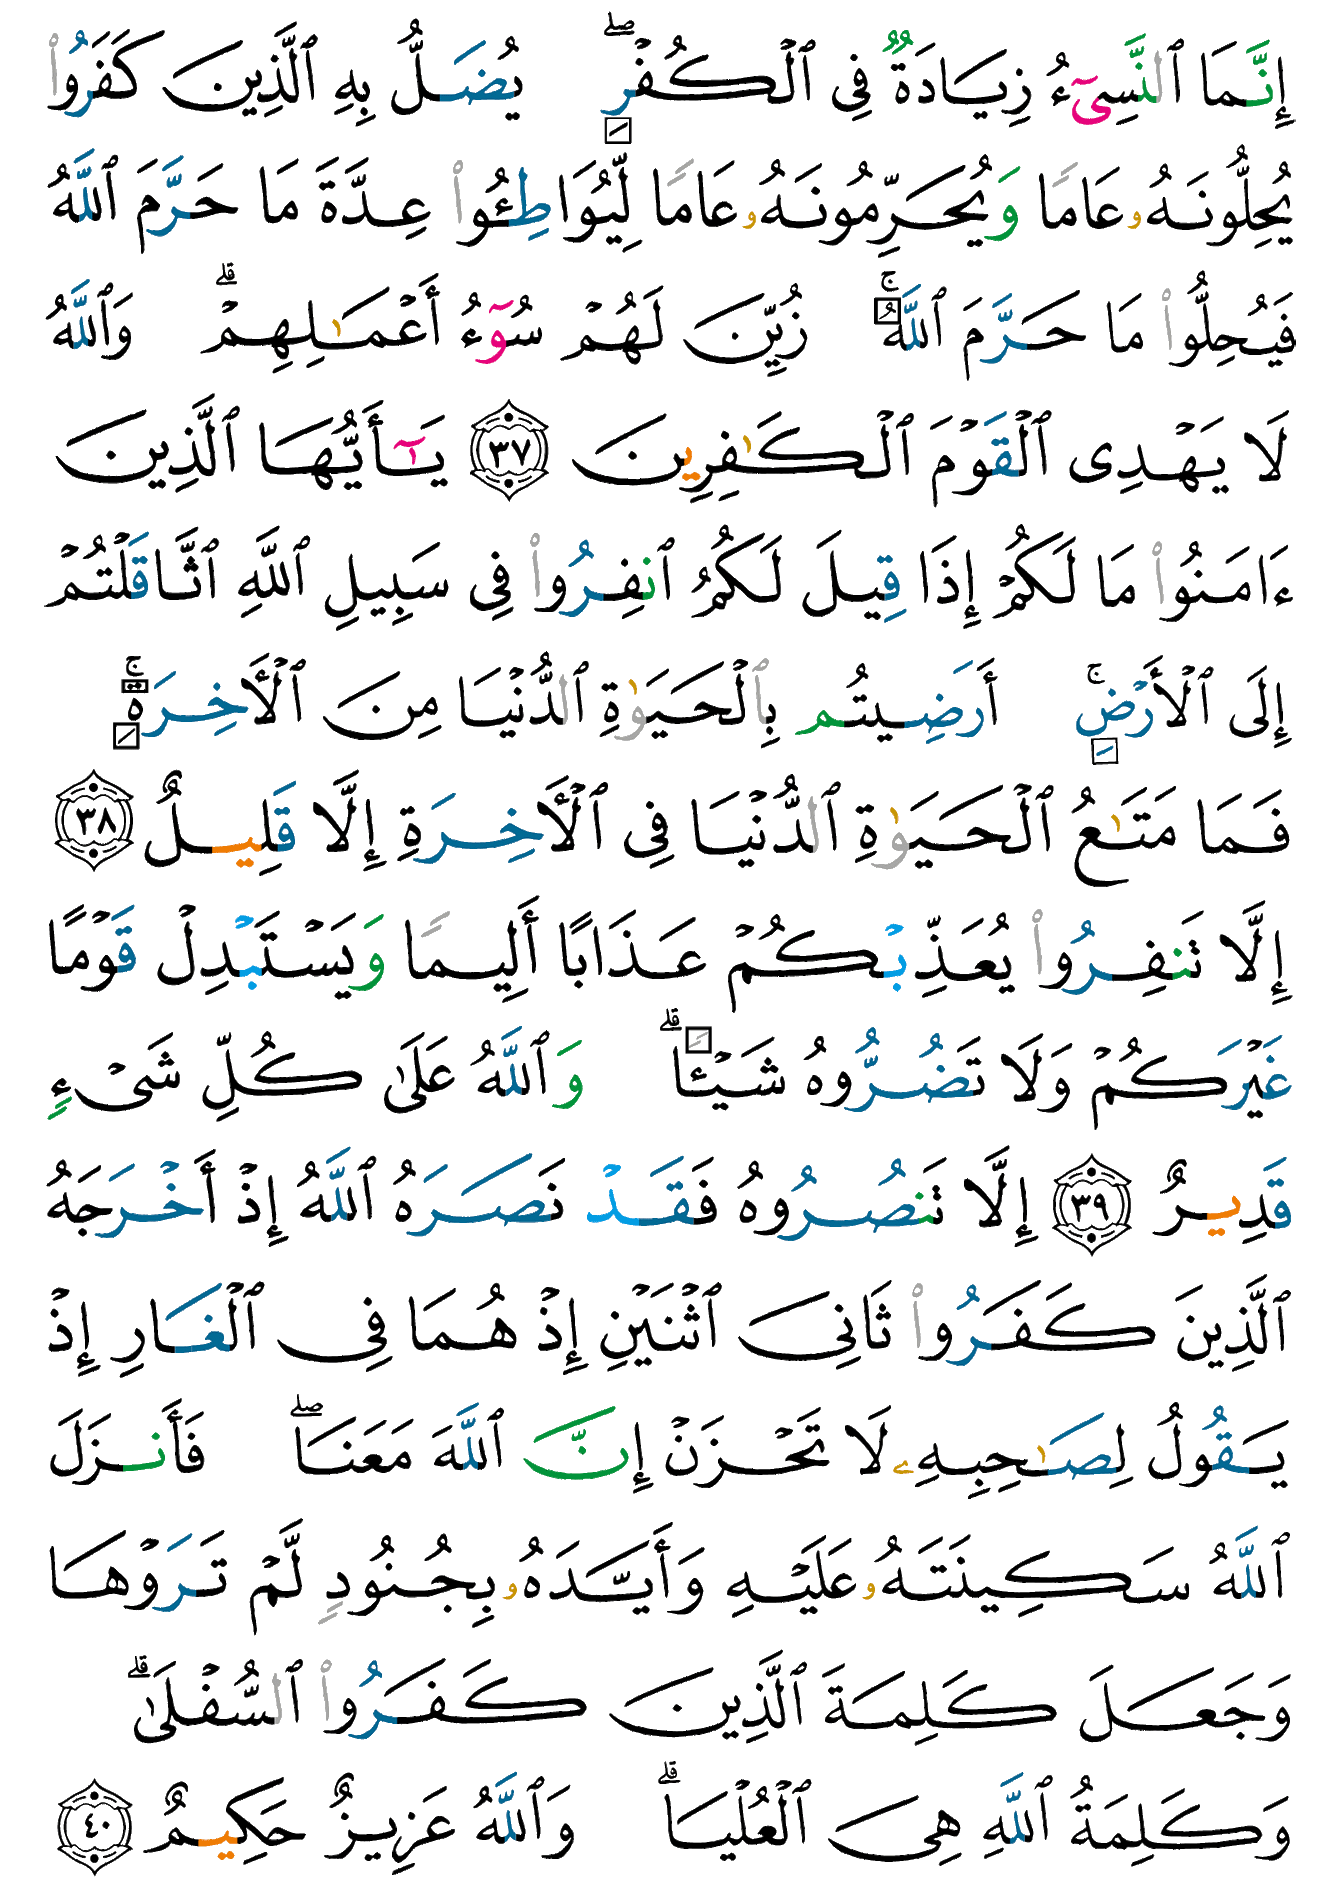 إِنَّمَا ٱلنَّسِىٓءُ زِيَادَةٌ فِى ٱلْكُفْرِ ۖ يُضَلُّ بِهِ ٱلَّذِينَ كَفَرُوا۟
يُحِلُّونَهُۥ عَامًا وَيُحَرِّمُونَهُۥ عَامًا لِّيُوَاطِـُٔوا۟ عِدَّةَ مَا حَرَّمَ ٱللَّهُ
فَيُحِلُّوا۟ مَا حَرَّمَ ٱللَّهُ ۚ زُيِّنَ لَهُمْ سُوٓءُ أَعْمَـٰلِهِمْ ۗ وَٱللَّهُ
لَا يَهْدِى ٱلْقَوْمَ ٱلْكَـٰفِرِينَ ٣٧ يَـٰٓأَيُّهَا ٱلَّذِينَ
ءَامَنُوا۟ مَا لَكُمْ إِذَا قِيلَ لَكُمُ ٱنفِرُوا۟ فِى سَبِيلِ ٱللَّهِ ٱثَّاقَلْتُمْ
إِلَى ٱلْأَرْضِ ۚ أَرَضِيتُم بِٱلْحَيَوٰةِ ٱلدُّنْيَا مِنَ ٱلْـَٔاخِرَةِ ۚ
فَمَا مَتَـٰعُ ٱلْحَيَوٰةِ ٱلدُّنْيَا فِى ٱلْـَٔاخِرَةِ إِلَّا قَلِيلٌ ٣٨
إِلَّا تَنفِرُوا۟ يُعَذِّبْكُمْ عَذَابًا أَلِيمًا وَيَسْتَبْدِلْ قَوْمًا
غَيْرَكُمْ وَلَا تَضُرُّوهُ شَيْـًٔا ۗ وَٱللَّهُ عَلَىٰ كُلِّ شَىْءٍ
قَدِيرٌ ٣٩ إِلَّا تَنصُرُوهُ فَقَدْ نَصَرَهُ ٱللَّهُ إِذْ أَخْرَجَهُ
ٱلَّذِينَ كَفَرُوا۟ ثَانِىَ ٱثْنَيْنِ إِذْ هُمَا فِى ٱلْغَارِ إِذْ
يَقُولُ لِصَـٰحِبِهِۦ لَا تَحْزَنْ إِنَّ ٱللَّهَ مَعَنَا ۖ فَأَنزَلَ
ٱللَّهُ سَكِينَتَهُۥ عَلَيْهِ وَأَيَّدَهُۥ بِجُنُودٍ لَّمْ تَرَوْهَا
وَجَعَلَ كَلِمَةَ ٱلَّذِينَ كَفَرُوا۟ ٱلسُّفْلَىٰ ۗ
وَكَلِمَةُ ٱللَّهِ هِىَ ٱلْعُلْيَا ۗ وَٱللَّهُ عَزِيزٌ حَكِيمٌ ٤٠